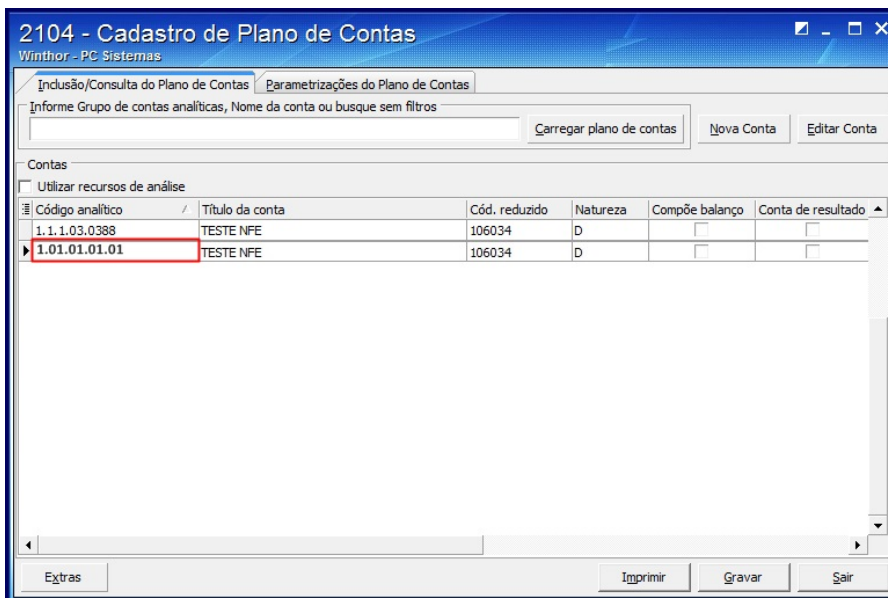 2104 - Cadastro de Plano de Contas
Winthor - PC Sistemas
Inclusão/Consulta do Plano de Contas Parametrizações do Plano de Contas
Informe Grupo de contas analíticas, Nome da conta ou busque sem filtros
Carregar plano de contas Nova Conta Editar Conta
Contas
Utilizar recursos de análise
Código analítico Título da conta Cód. reduzido Natureza Compõe balanço Conta de resultado
1.1.1.03.0388 TESTE NFE 106034 D
1.01.01.01.01 TESTE NFE 106034 D
Extras Imprimir Gravar Sair